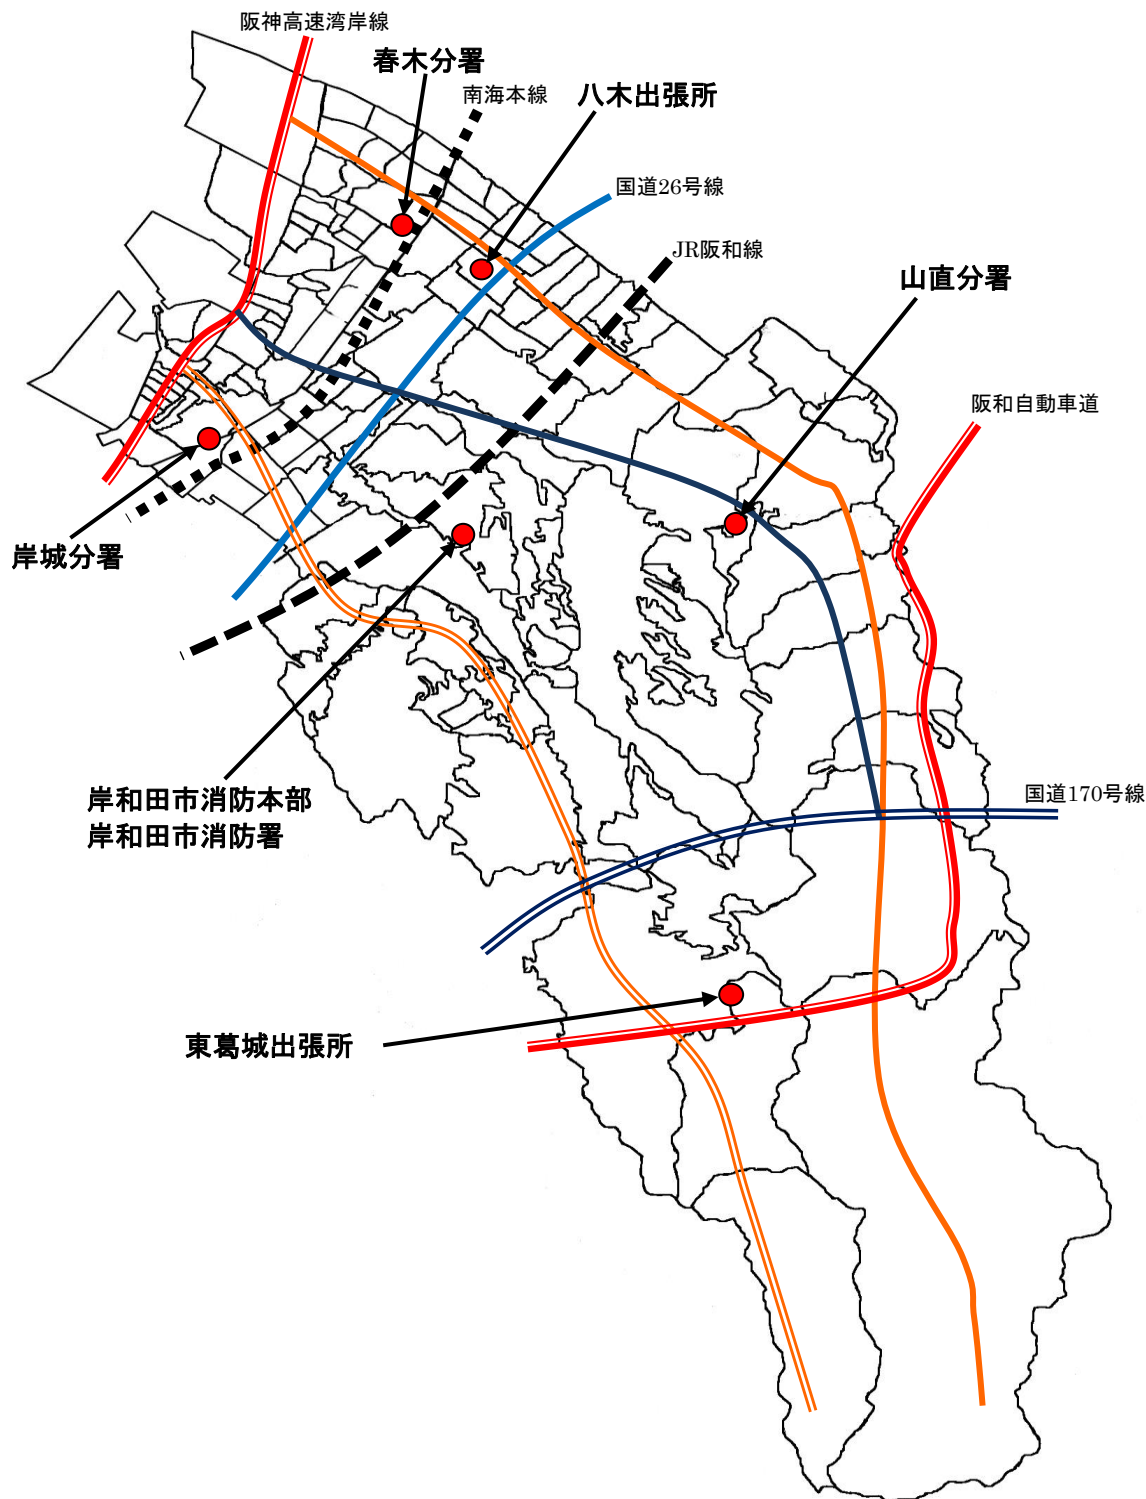 阪神高速湾岸線
春木分署
南海本線
八木出張所
国道26号線
JR阪和線
山直分署
阪和自動車道
岸城分署
岸和田市消防本部
岸和田市消防署
国道170号線
東葛城出張所